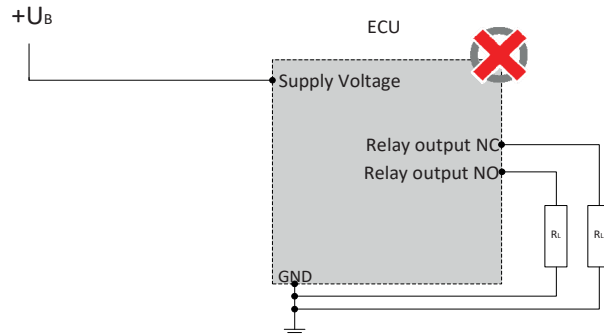 +UB
ECU
Supply Voltage
Relay output NC
Relay output NO
RL
RL
GND